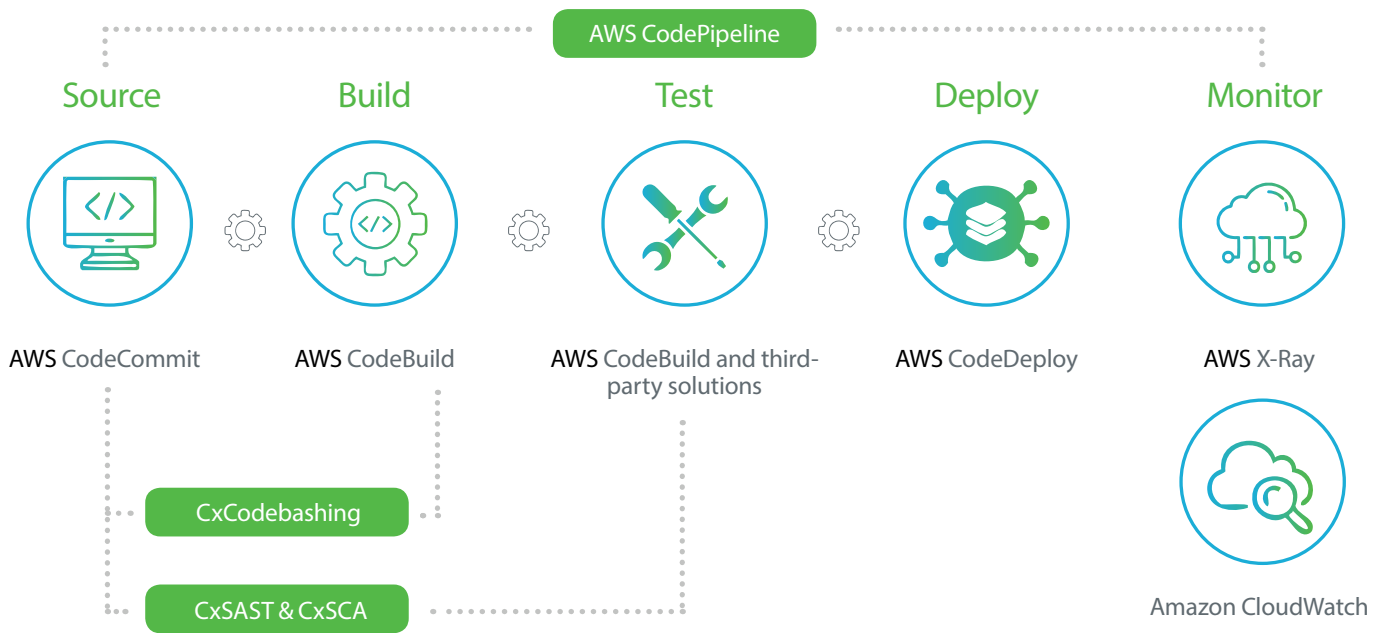 AWS CodePipeline
Source
Build
Test
Deploy
Monitor
</>
</>
AWS CodeCommit
AWS CodeBuild
AWS CodeBuild and third-
party solutions
AWS CodeDeploy
AWS X-Ray
CxCodebashing
CxSAST & CxSCA
Amazon CloudWatch